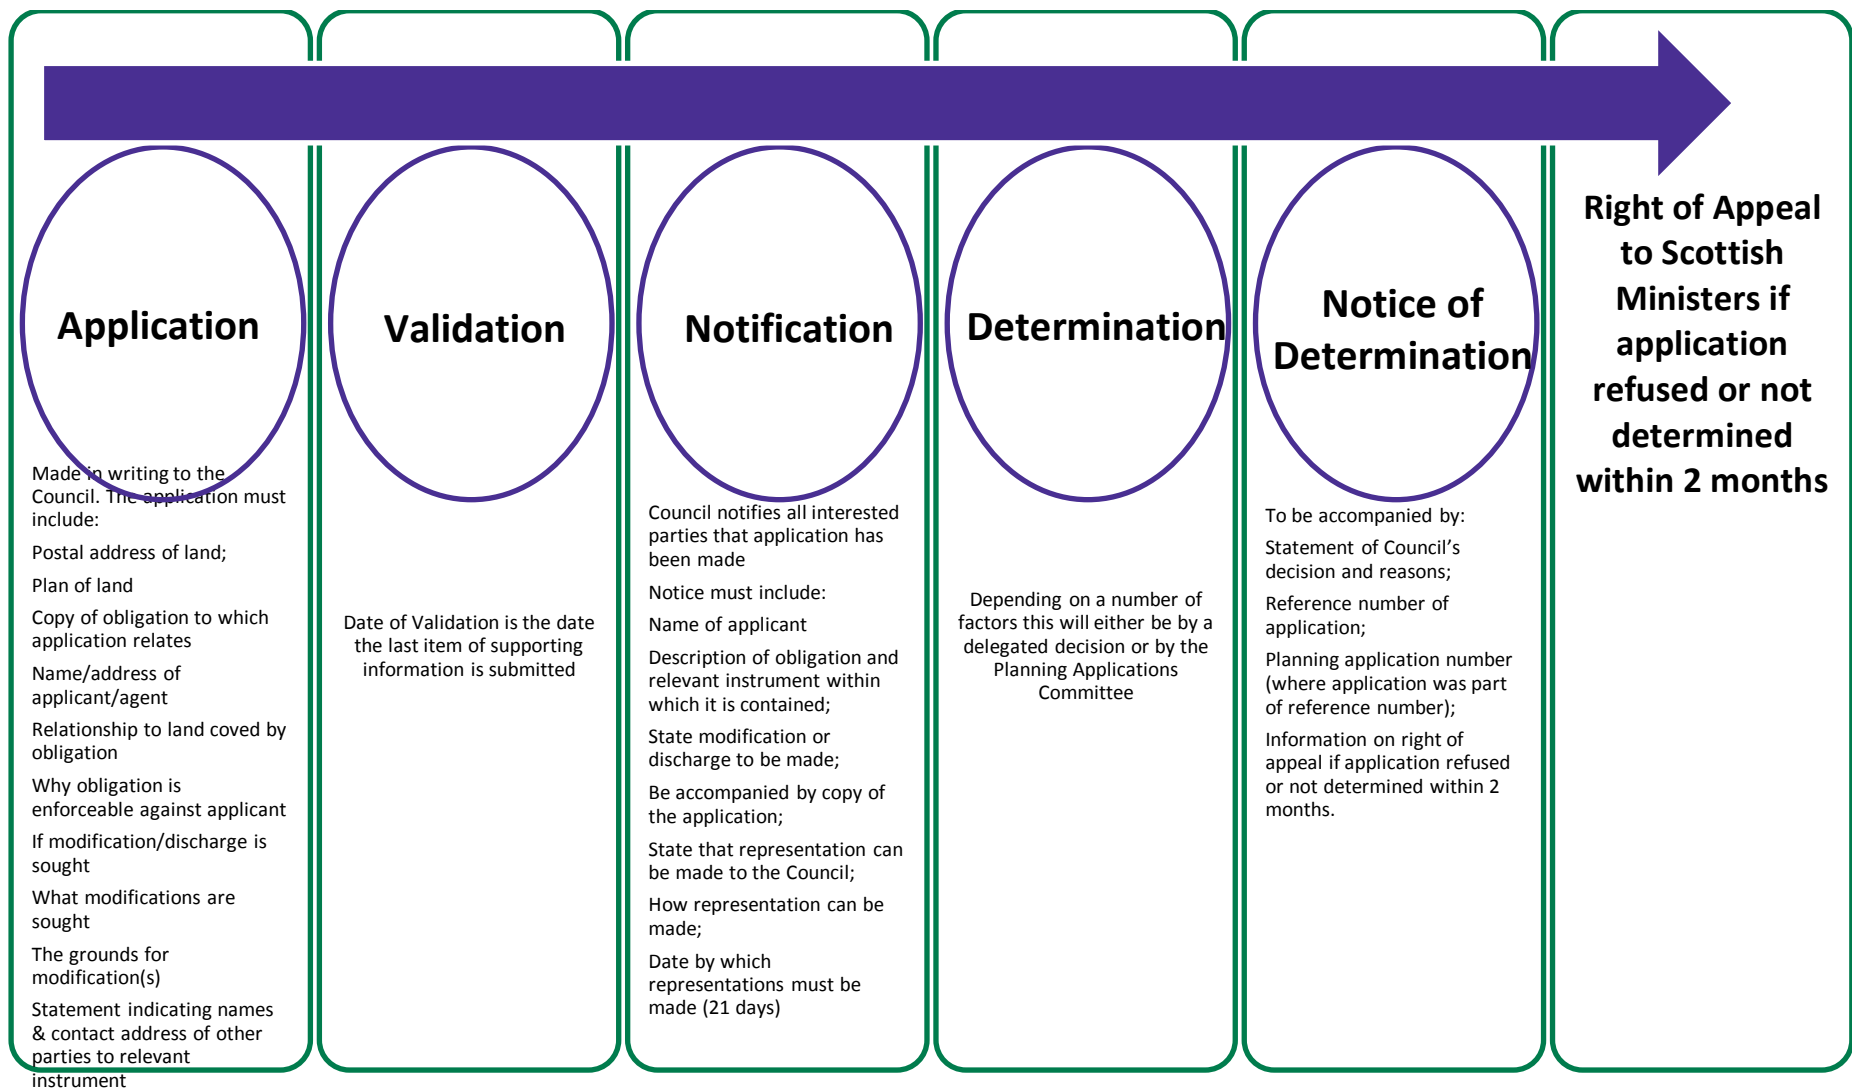 Application
Made in writing to the
Council. The application must
include:
Postal address of land;
Plan of land
Copy of obligation to which
application relates
Name/address of
applicant/agent
Relationship to land coved by
obligation
Why obligation is
enforceable against applicant
If modification/discharge is
sought
What modifications are
sought
The grounds for
modification(s)
Statement indicating names
& contact address of other
parties to relevant
instrument
Validation
Date of Validation is the date
the last item of supporting
information is submitted
Notification
Council notifies all interested
parties that application has
been made
Notice must include:
Name of applicant
Description of obligation and
relevant instrument within
which it is contained;
State modification or
discharge to be made;
Be accompanied by copy of
the application;
State that representation can
be made to the Council;
How representation can be
made;
Date by which
representations must be
made (21 days)
Determination
Depending on a number of
factors this will either be by a
delegated decision or by the
Planning Applications
Committee
Notice of
Determination
To be accompanied by:
Statement of Council’s
decision and reasons;
Reference number of
application;
Planning application number
(where application was part
of reference number);
Information on right of
appeal if application refused
or not determined within 2
months.
Right of Appeal
to Scottish
Ministers if
application
refused or not
determined
within 2 months